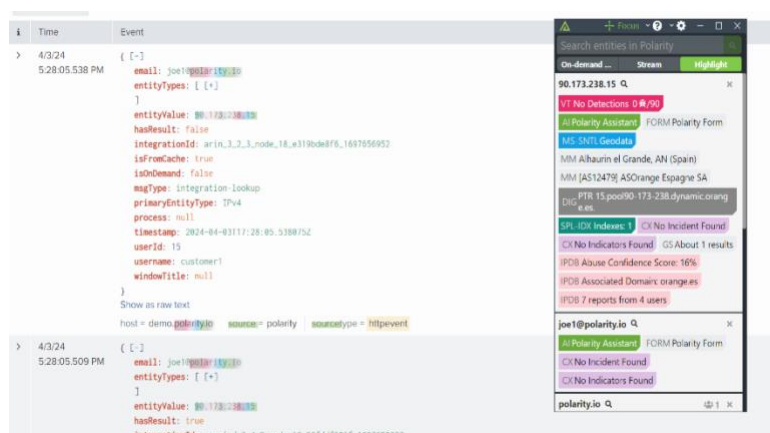 i Time Event
> 4/3/24 5:28:05.538 PM { [-]
email: joe1@polarity.io
entityTypes: [ [+]
]
entityValue: 90.173.238.15
hasResult: false
integrationId: arin_3_2_3_node_18_e319bde8f6_1697656952
isFromCache: true
isOnDemand: false
msgType: integration-lookup
primaryEntityType: IPv4
process: null
timestamp: 2024-04-03T17:28:05.538075Z
userId: 15
username: customer1
windowTitle: null
}
Show as raw text
host = demo.polarity.io source = polarity sourcetype = httpevent
> 4/3/24 5:28:05.509 PM { [-]
email: joe1@polarity.io
entityTypes: [ [+]
]
entityValue: 90.173.238.15
hasResult: true
Focus
Search entities in Polarity
On-demand ... Stream Highlight
90.173.238.15 ×
VT No Detections 0 /90
AI Polarity Assistant FORM Polarity Form
MS-SNTL Geodata
MM Alhaurin el Grande, AN (Spain)
MM [AS12479] ASOrange Espagne SA
DIG PTR 15.pool90-173-238.dynamic.orang
e.es.
SPL-IDX Indexes: 1 CX No Incident Found
CX No Indicators Found GS About 1 results
IPDB Abuse Confidence Score: 16%
IPDB Associated Domain: orange.es
IPDB 7 reports from 4 users
joe1@polarity.io ×
AI Polarity Assistant FORM Polarity Form
CX No Incident Found
CX No Indicators Found
polarity.io 1 ×